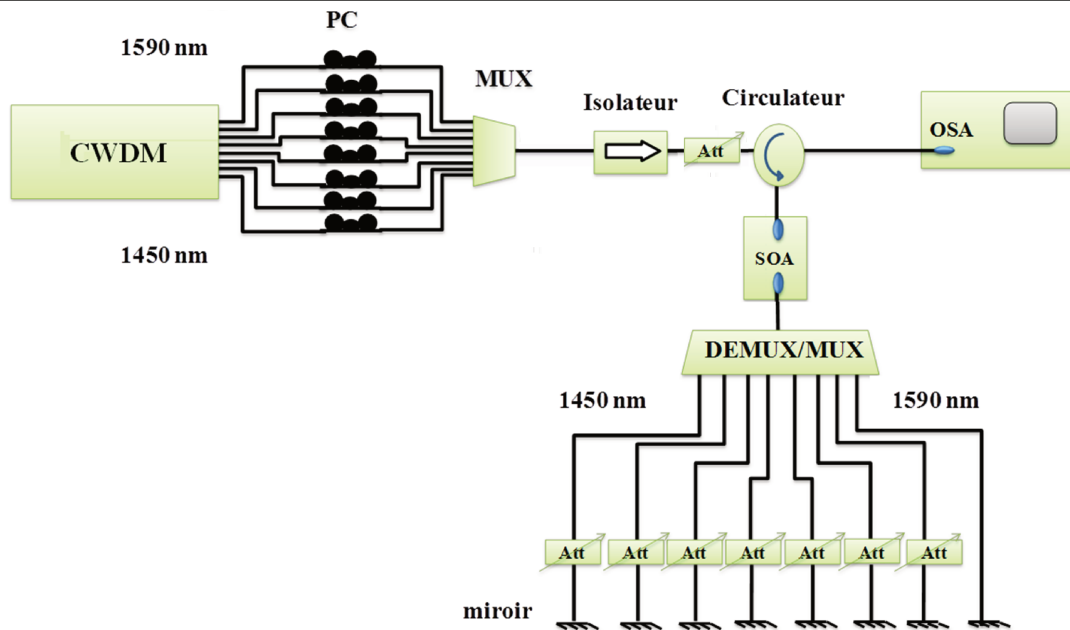 PC
1590 nm
MUX
Isolateur
Circulateur
CWDM
Att
OSA
1450 nm
SOA
DEMUX/MUX
1450 nm
1590 nm
Att
Att
Att
Att
Att
Att
Att
miroir